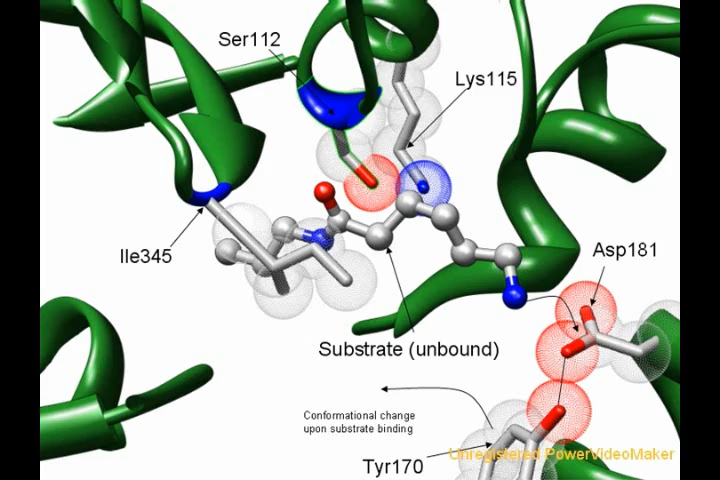 Ser112
Lys115
Ile345
Asp181
Substrate (unbound)
Conformational change
upon substrate binding
Unregistered PowerVideoMaker
Tyr170